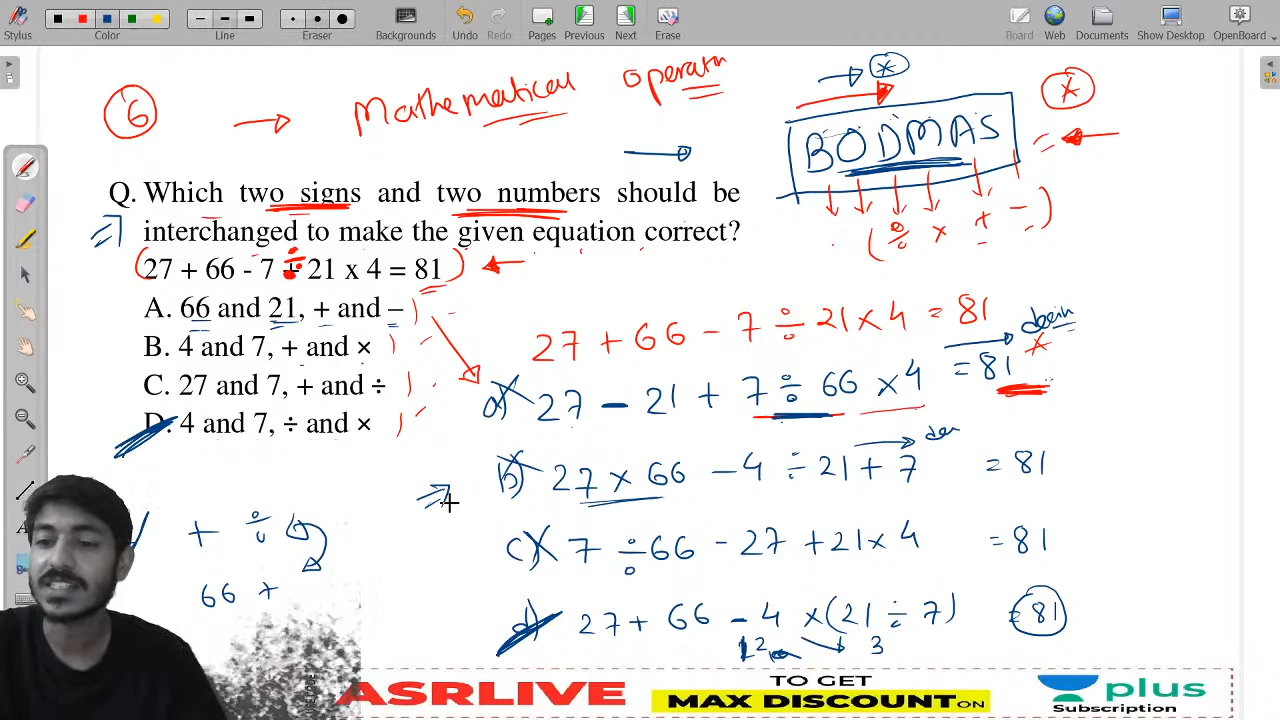 Stylus
Color
Line
Eraser
Backgrounds
Undo
Redo
Pages
Previous
Next
Erase
Board
Web
Documents
Show Desktop
OpenBoard
6 → Mathematical operatn
BODMAS =
( ÷ × + - )
Q. Which two signs and two numbers should be
interchanged to make the given equation correct?
27 + 66 - 7 ÷ 21 x 4 = 81
A. 66 and 21, + and –
B. 4 and 7, + and ×
C. 27 and 7, + and ÷
D. 4 and 7, ÷ and ×
27 + 66 - 7 ÷ 21 × 4 = 81
a) 27 - 21 + 7 ÷ 66 × 4 = 81
b) 27 × 66 - 4 ÷ 21 + 7 = 81
c) 7 ÷ 66 - 27 + 21 × 4 = 81
d) 27 + 66 - 4 × (21 ÷ 7) = 81
12 3
+ ÷
66 +
ASRLIVE
TO GET
MAX DISCOUNT ON
plus
Subscription